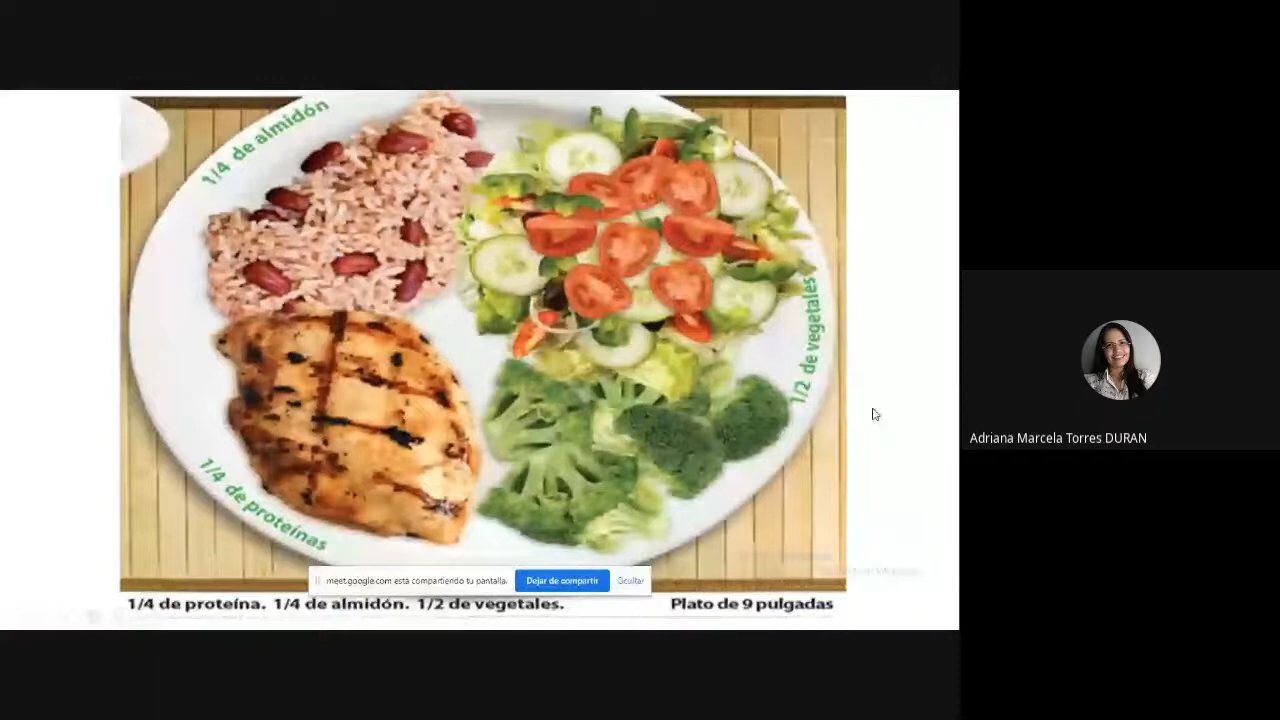 1/4 de almidón
1/2 de vegetales
1/4 de proteínas
meet.google.com está compartiendo tu pantalla.
Dejar de compartir
Ocultar
1/4 de proteína. 1/4 de almidón. 1/2 de vegetales.
Plato de 9 pulgadas
Adriana Marcela Torres DURAN